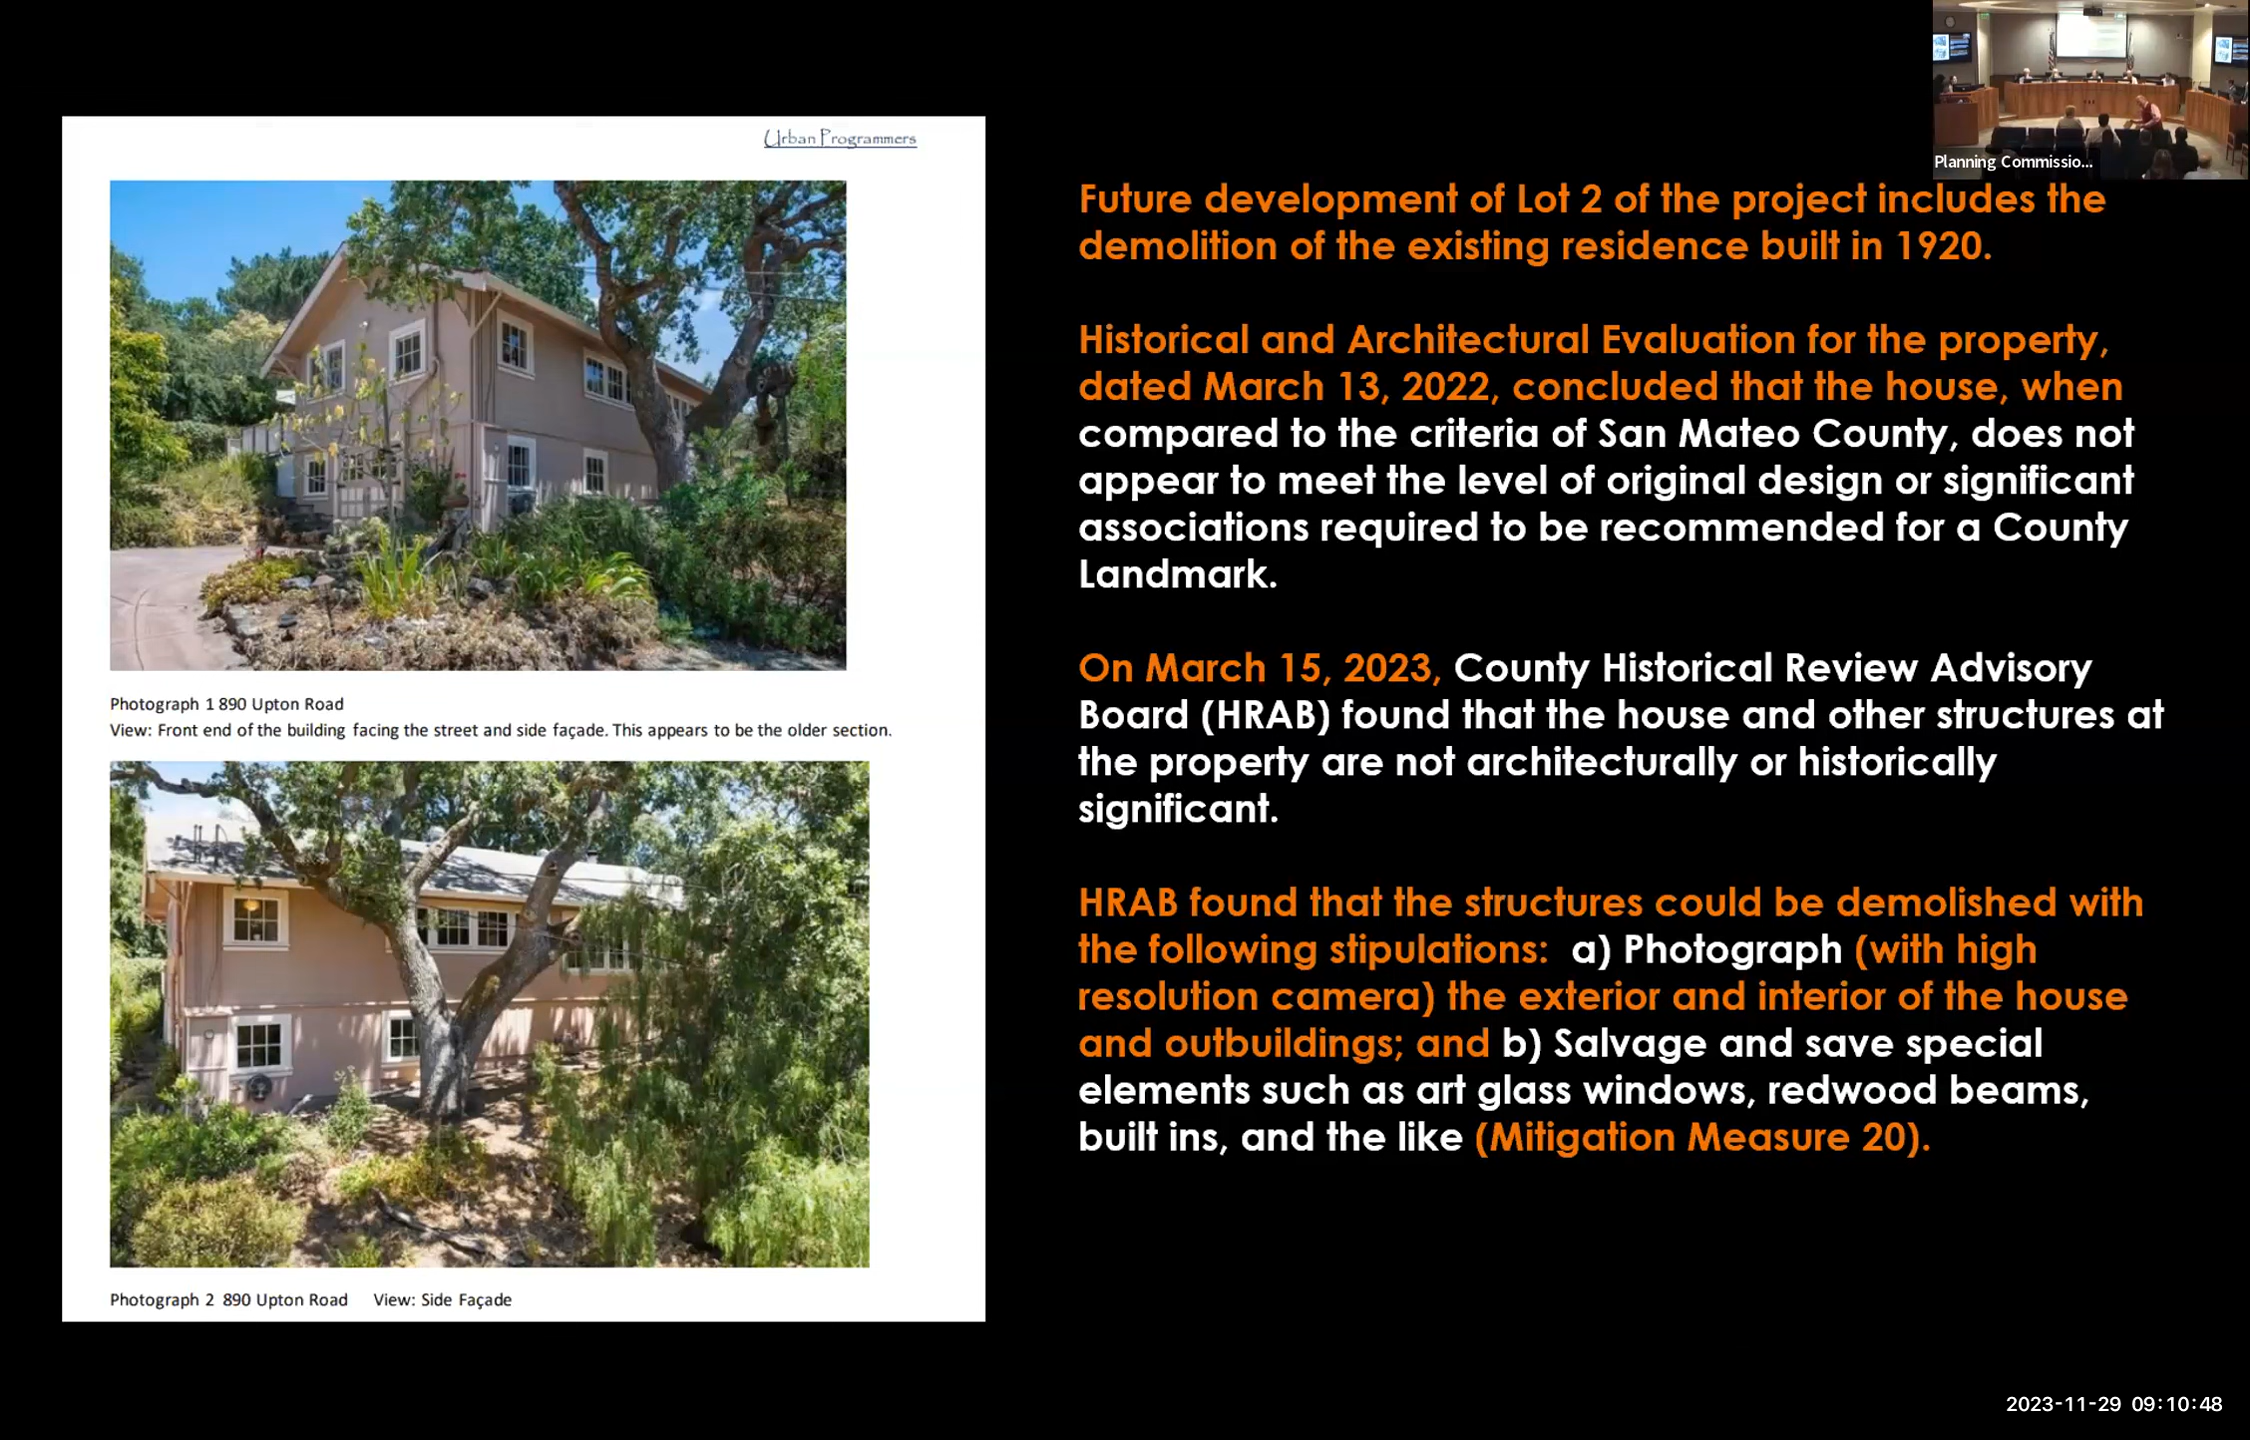 Urban Programmers
Photograph 1 890 Upton Road
View: Front end of the building facing the street and side façade. This appears to be the older section.
Photograph 2 890 Upton Road View: Side Façade
Planning Commissio...
Future development of Lot 2 of the project includes the
demolition of the existing residence built in 1920.
Historical and Architectural Evaluation for the property,
dated March 13, 2022, concluded that the house, when
compared to the criteria of San Mateo County, does not
appear to meet the level of original design or significant
associations required to be recommended for a County
Landmark.
On March 15, 2023, County Historical Review Advisory
Board (HRAB) found that the house and other structures at
the property are not architecturally or historically
significant.
HRAB found that the structures could be demolished with
the following stipulations: a) Photograph (with high
resolution camera) the exterior and interior of the house
and outbuildings; and b) Salvage and save special
elements such as art glass windows, redwood beams,
built ins, and the like (Mitigation Measure 20).
2023-11-29 09:10:48